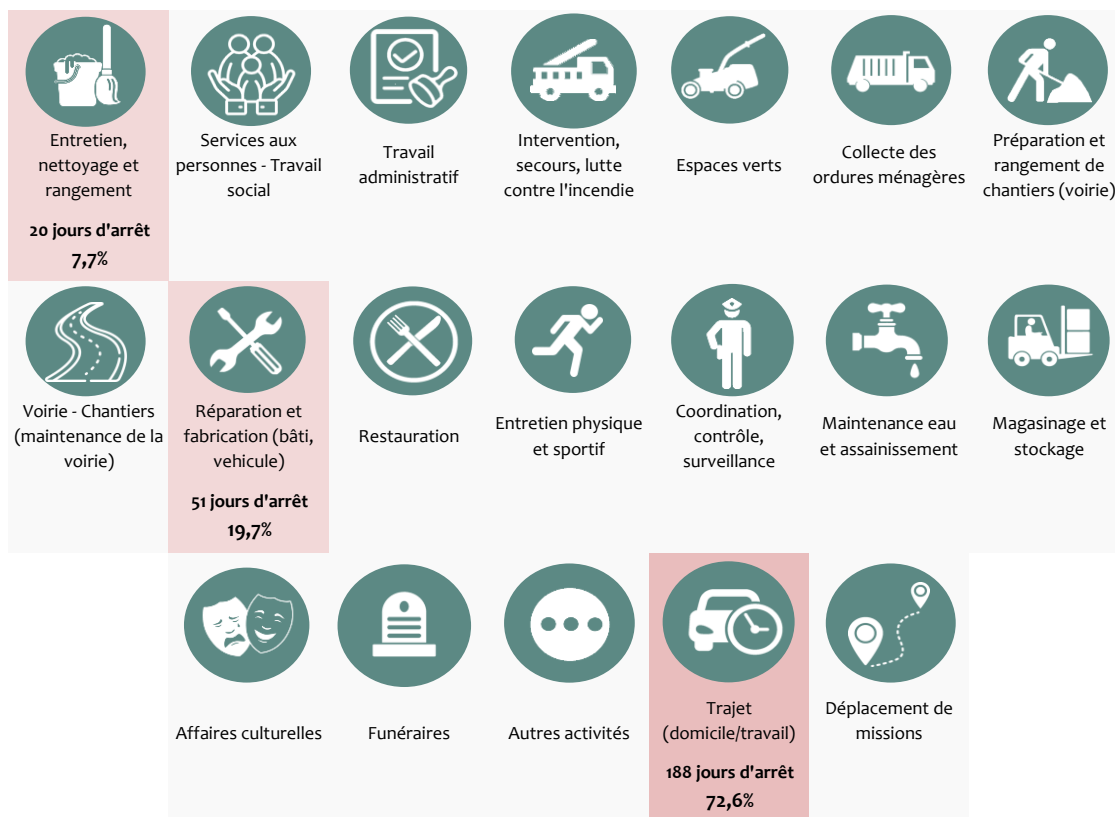 Entretien,
nettoyage et
rangement
20 jours d'arrêt
7,7%
Services aux
personnes - Travail
social
Travail
administratif
Intervention,
secours, lutte
contre l'incendie
Espaces verts
Collecte des
ordures ménagères
Préparation et
rangement de
chantiers (voirie)
Voirie - Chantiers
(maintenance de la
voirie)
Réparation et
fabrication (bâti,
vehicule)
51 jours d'arrêt
19,7%
Restauration
Entretien physique
et sportif
Coordination,
contrôle,
surveillance
Maintenance eau
et assainissement
Magasinage et
stockage
Affaires culturelles
Funéraires
Autres activités
Trajet
(domicile/travail)
188 jours d'arrêt
72,6%
Déplacement de
missions